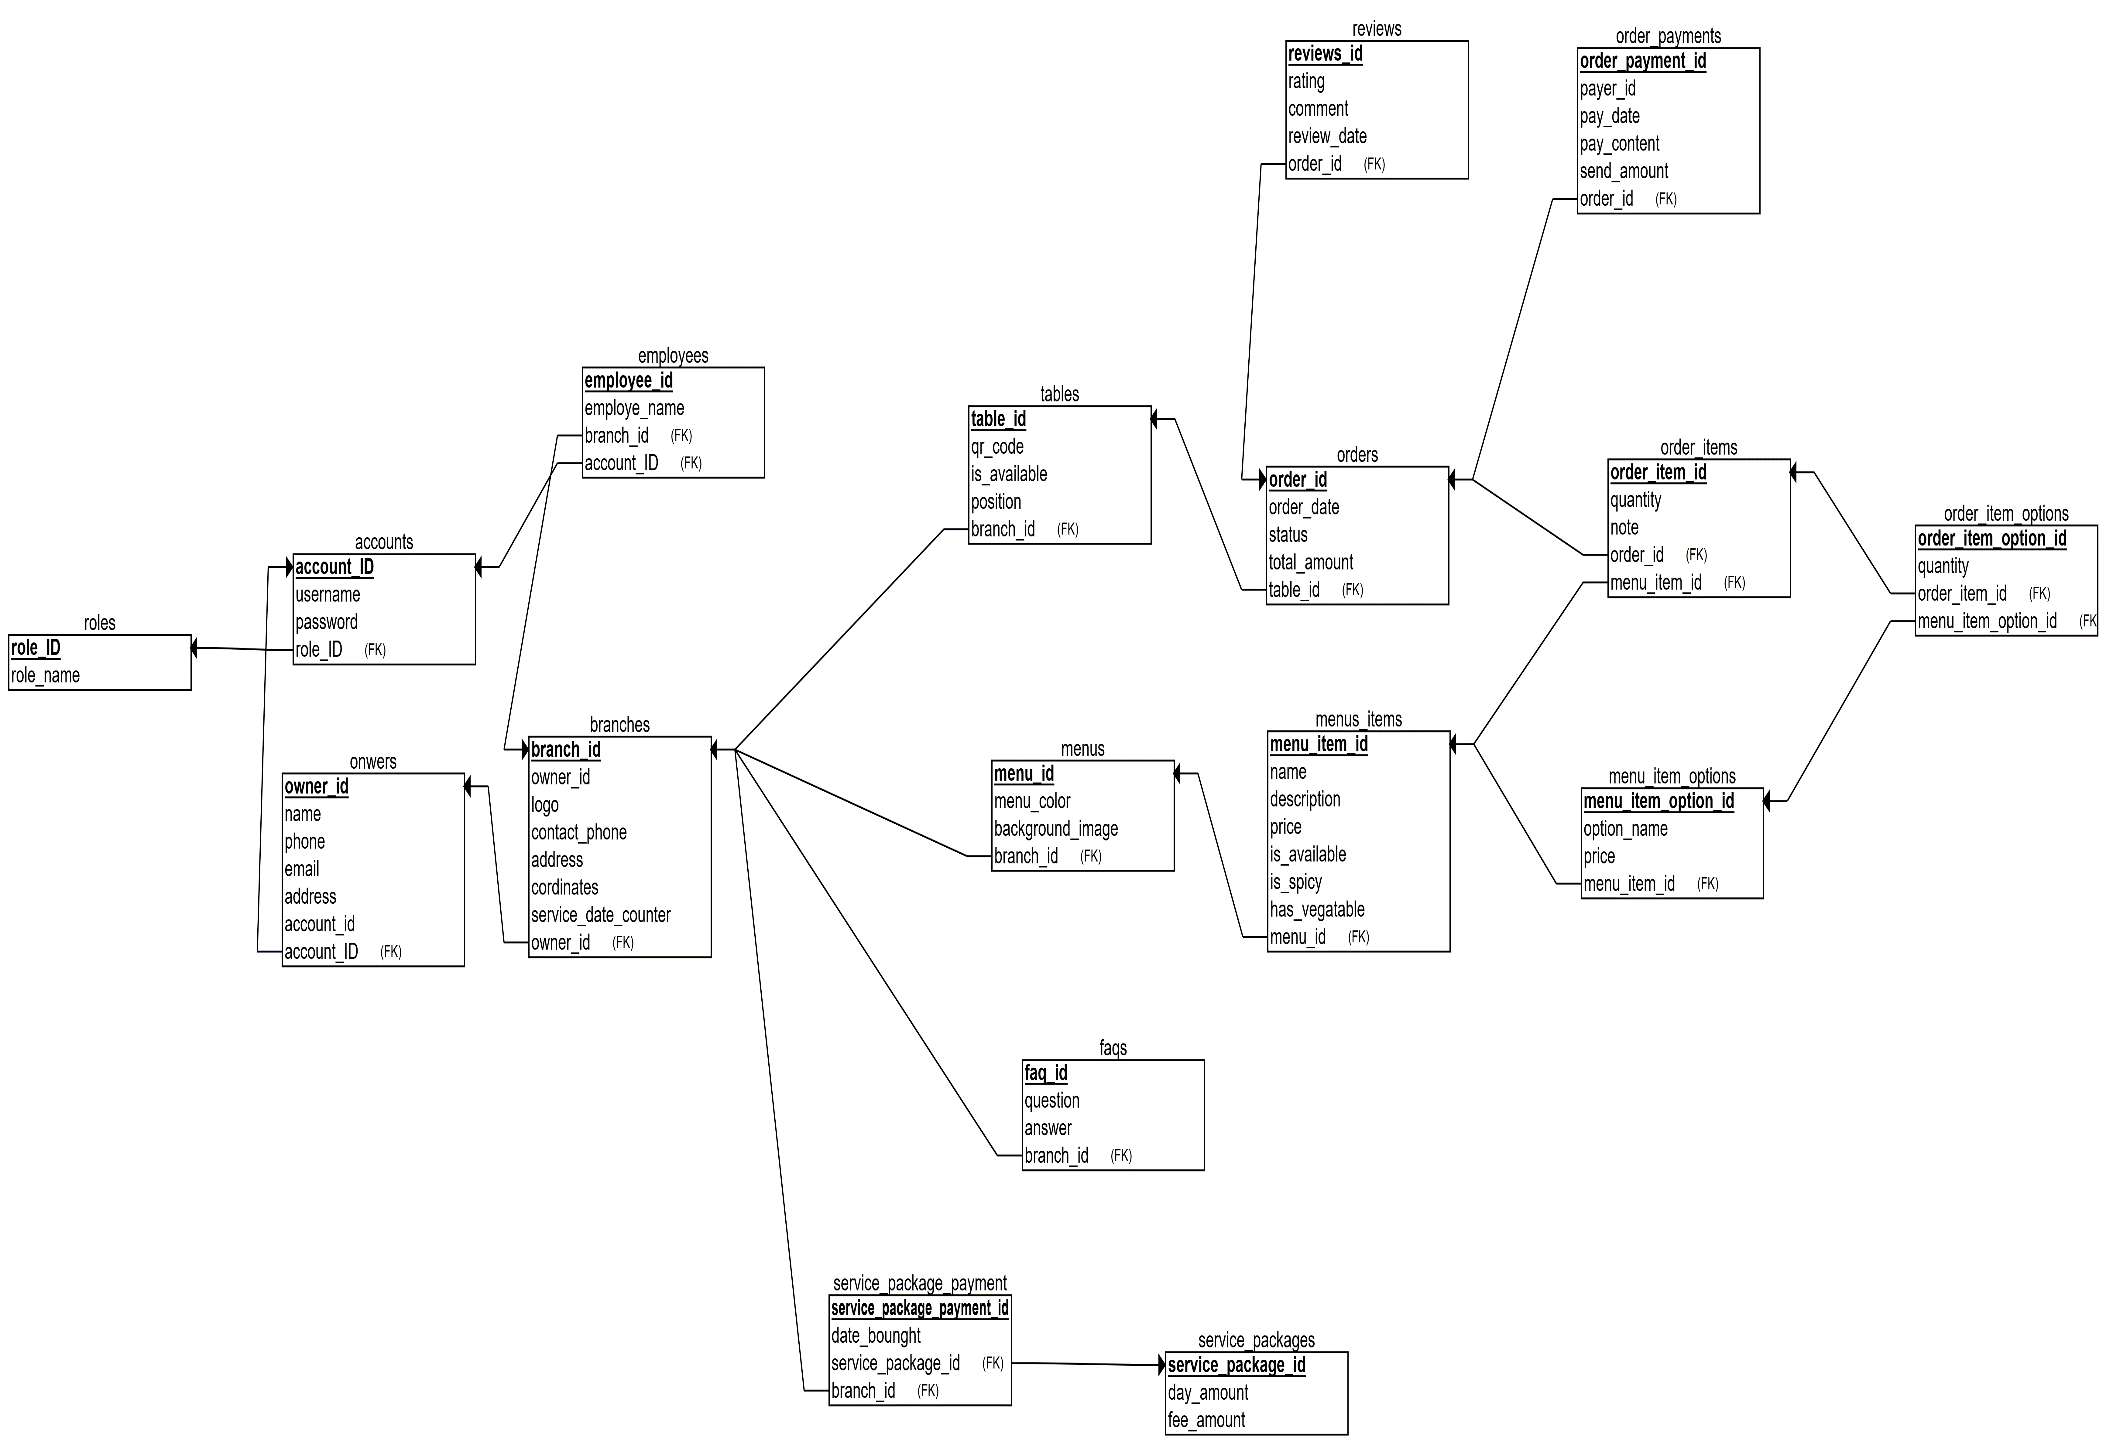 reviews
reviews_id
rating
comment
review_date
order_id (FK)
order_payments
order_payment_id
payer_id
pay_date
pay_content
send_amount
order_id (FK)
employees
employee_id
employe_name
branch_id (FK)
account_ID (FK)
tables
table_id
qr_code
is_available
position
branch_id (FK)
orders
order_id
order_date
status
total_amount
table_id (FK)
order_items
order_item_id
quantity
note
order_id (FK)
menu_item_id (FK)
order_item_options
order_item_option_id
quantity
order_item_id (FK)
menu_item_option_id (FK
accounts
account_ID
username
password
role_ID (FK)
roles
role_ID
role_name
onwers
owner_id
name
phone
email
address
account_id
account_ID (FK)
branches
branch_id
owner_id
logo
contact_phone
address
cordinates
service_date_counter
owner_id (FK)
menus
menu_id
menu_color
background_image
branch_id (FK)
menus_items
menu_item_id
name
description
price
is_available
is_spicy
has_vegatable
menu_id (FK)
menu_item_options
menu_item_option_id
option_name
price
menu_item_id (FK)
faqs
faq_id
question
answer
branch_id (FK)
service_package_payment
service_package_payment_id
date_bounght
service_package_id (FK)
branch_id (FK)
service_packages
service_package_id
day_amount
fee_amount